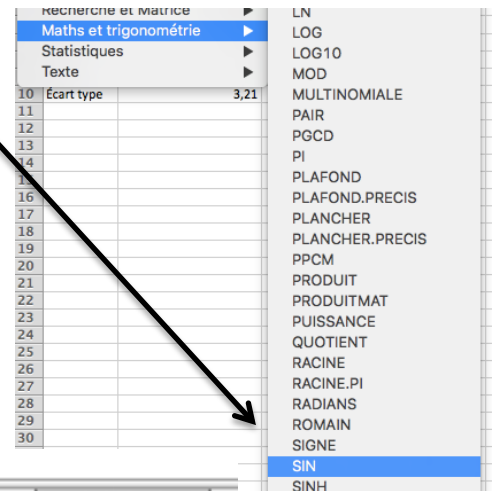 Recherche et Matrice
Maths et trigonométrie
Statistiques
Texte
10 Écart type 3,21
11
12
13
14
15
16
17
18
19
20
21
22
23
24
25
26
27
28
29
30
LN
LOG
LOG10
MOD
MULTINOMIALE
PAIR
PGCD
PI
PLAFOND
PLAFOND.PRECIS
PLANCHER
PLANCHER.PRECIS
PPCM
PRODUIT
PRODUITMAT
PUISSANCE
QUOTIENT
RACINE
RACINE.PI
RADIANS
ROMAIN
SIGNE
SIN
SINH